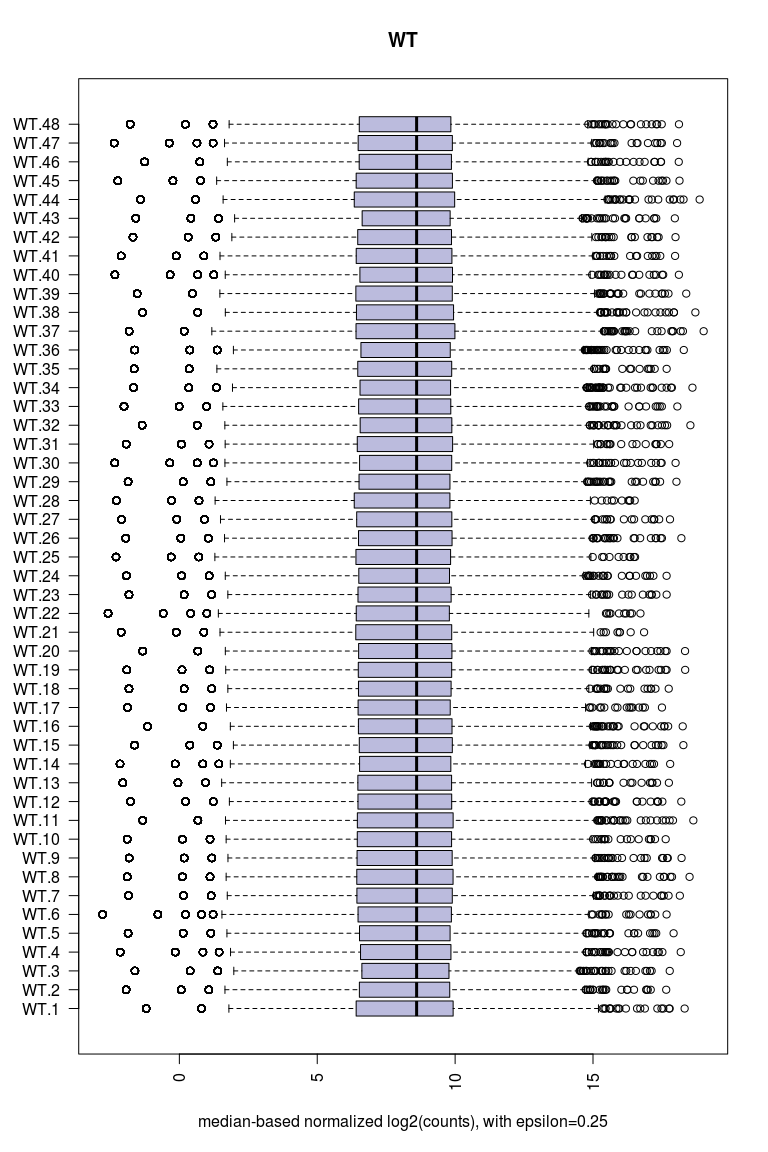 WT
WT.48
WT.47
WT.46
WT.45
WT.44
WT.43
WT.42
WT.41
WT.40
WT.39
WT.38
WT.37
WT.36
WT.35
WT.34
WT.33
WT.32
WT.31
WT.30
WT.29
WT.28
WT.27
WT.26
WT.25
WT.24
WT.23
WT.22
WT.21
WT.20
WT.19
WT.18
WT.17
WT.16
WT.15
WT.14
WT.13
WT.12
WT.11
WT.10
WT.9
WT.8
WT.7
WT.6
WT.5
WT.4
WT.3
WT.2
WT.1
0 5 10 15
median-based normalized log2(counts), with epsilon=0.25